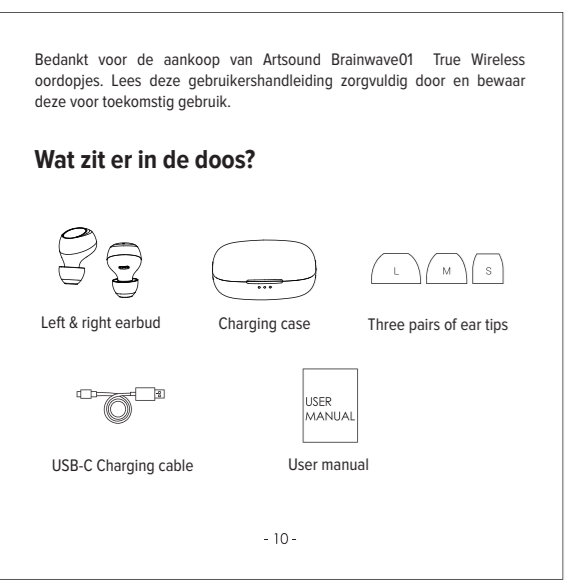 Bedankt voor de aankoop van Artsound Brainwave01 True Wireless
oordopjes. Lees deze gebruikershandleiding zorgvuldig door en bewaar
deze voor toekomstig gebruik.
Wat zit er in de doos?
L M S
Left & right earbud Charging case Three pairs of ear tips
USER
MANUAL
USB-C Charging cable User manual
- 10 -